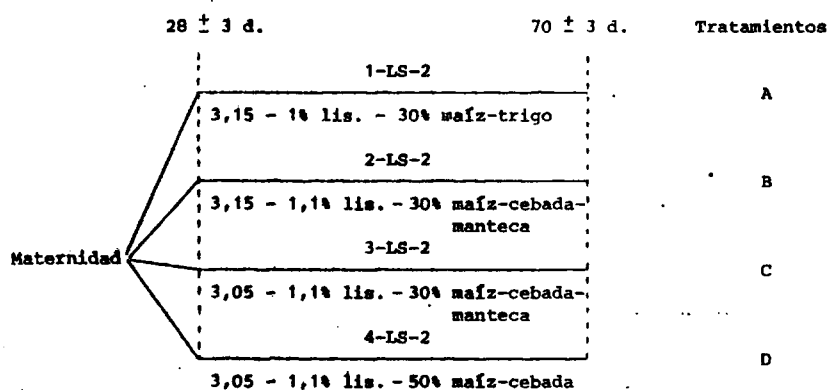 28 ± 3 d. 70 ± 3 d. Tratamientos
1-LS-2
A
3,15 - 1% lis. - 30% maíz-trigo
2-LS-2
B
3,15 - 1,1% lis. - 30% maíz-cebada-
manteca
Maternidad
3-LS-2
C
3,05 - 1,1% lis. - 30% maíz-cebada-
manteca
4-LS-2
D
3,05 - 1,1% lis. - 50% maíz-cebada